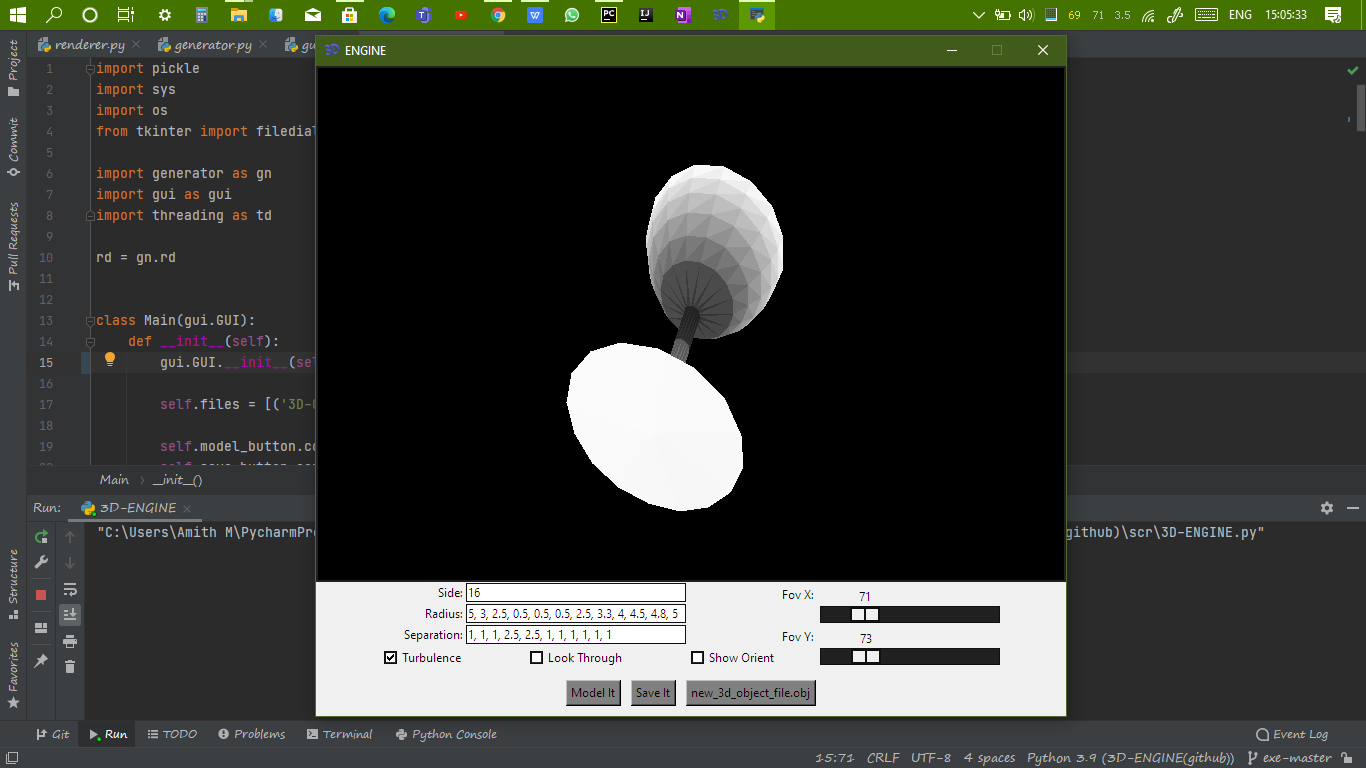 69 71 3.5 ENG 15:05:33
renderer.py generator.py gu
3D ENGINE
Project
Commit
Pull Requests
Structure
Favorites
1 import pickle
2 import sys
3 import os
4 from tkinter import filedial
5
6 import generator as gn
7 import gui as gui
8 import threading as td
9
10 rd = gn.rd
11
12
13 class Main(gui.GUI):
14 def __init__(self):
15 gui.GUI.__init__(sel
16
17 self.files = [('3D-
18
19 self.model_button.co
Main › __init__()
Run: 3D-ENGINE
"C:\Users\Amith M\PycharmPr
github)\scr\3D-ENGINE.py"
Side: 16
Radius: 5, 3, 2.5, 0.5, 0.5, 0.5, 2.5, 3.3, 4, 4.5, 4.8, 5
Separation: 1, 1, 1, 2.5, 2.5, 1, 1, 1, 1, 1, 1
Fov X: 71
Fov Y: 73
Turbulence Look Through Show Orient
Model It Save It new_3d_object_file.obj
Git Run TODO Problems Terminal Python Console Event Log
15:71 CRLF UTF-8 4 spaces Python 3.9 (3D-ENGINE(github)) exe-master